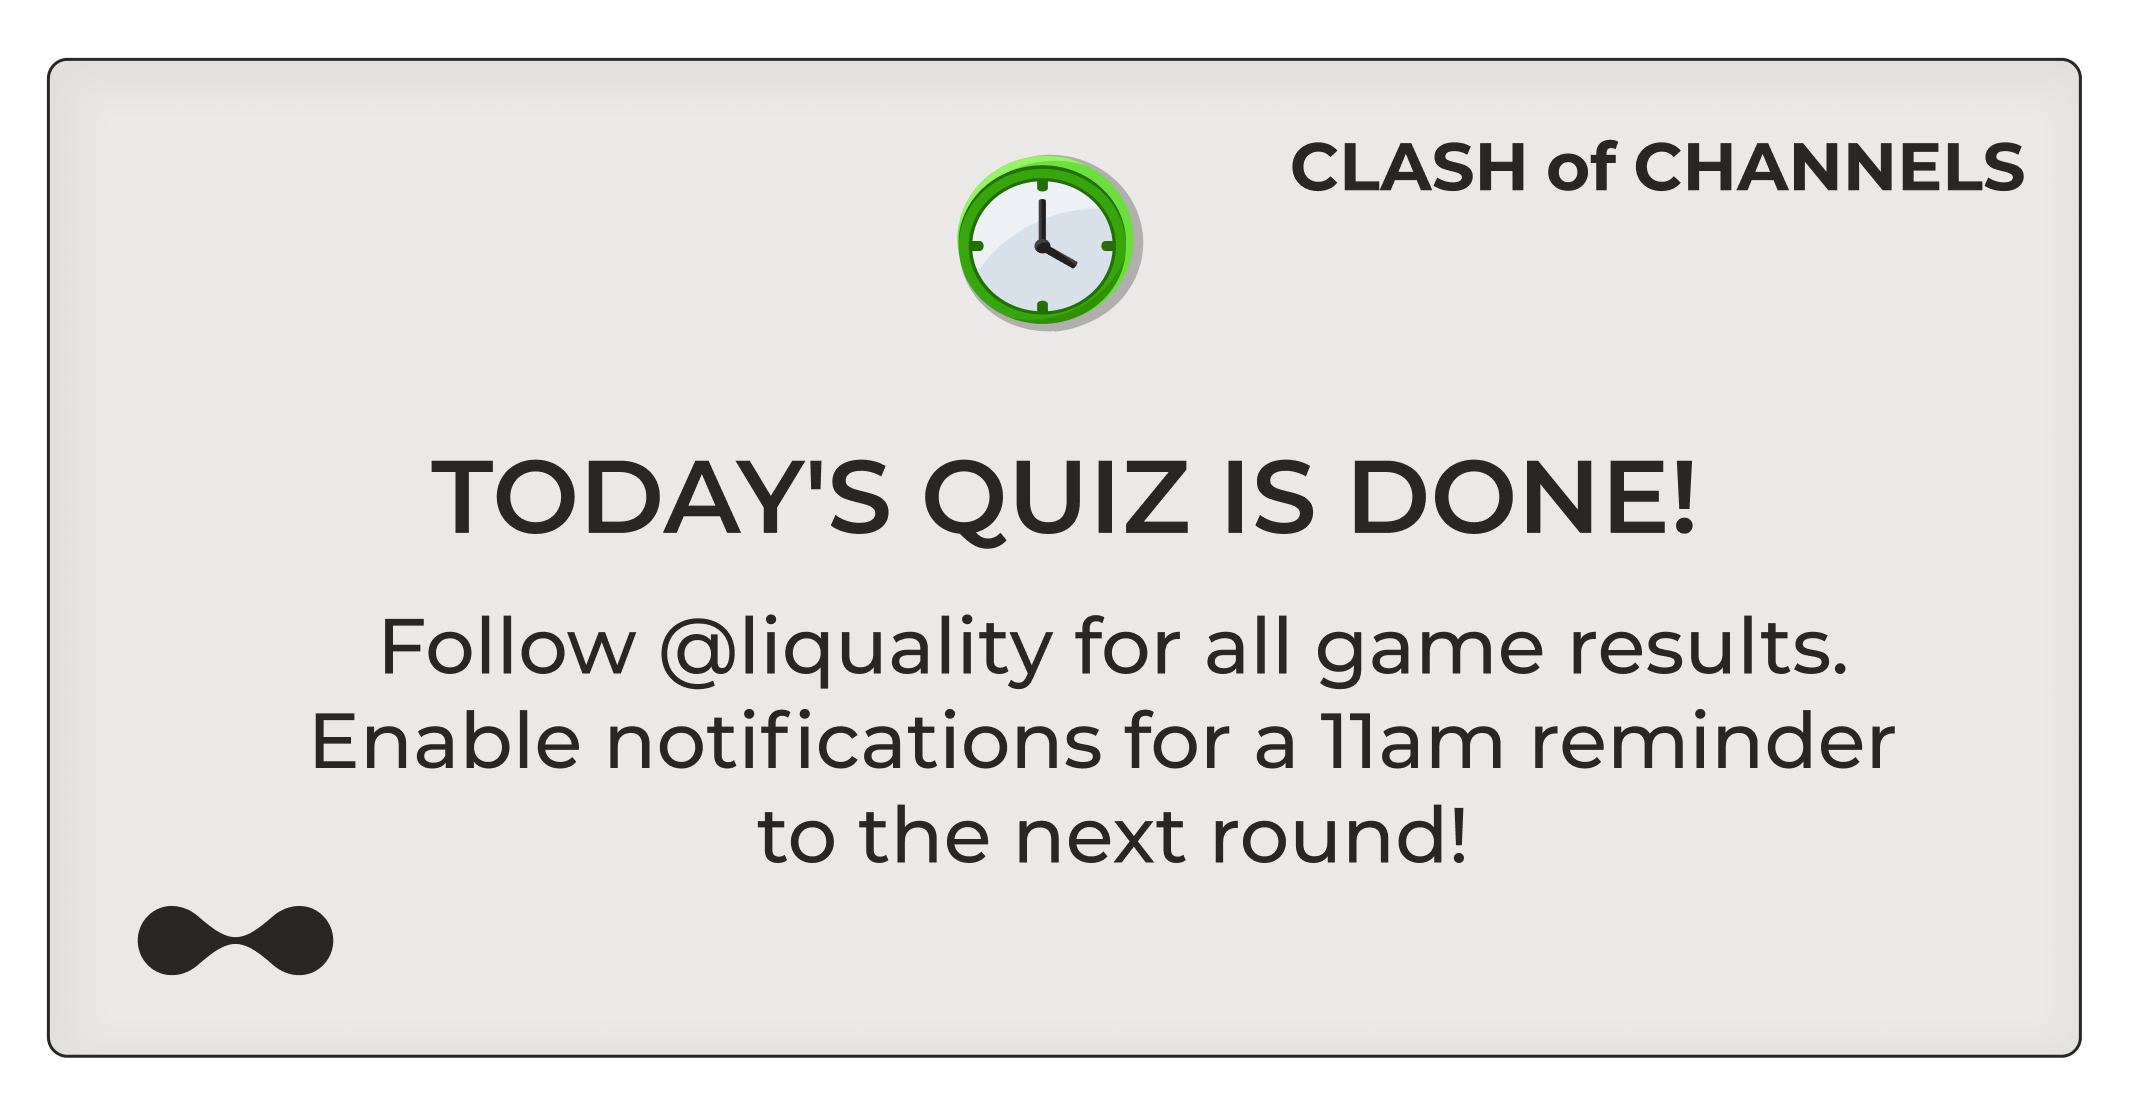 CLASH of CHANNELS
TODAY'S QUIZ IS DONE!
Follow @liquality for all game results.
Enable notifications for a 11am reminder
to the next round!